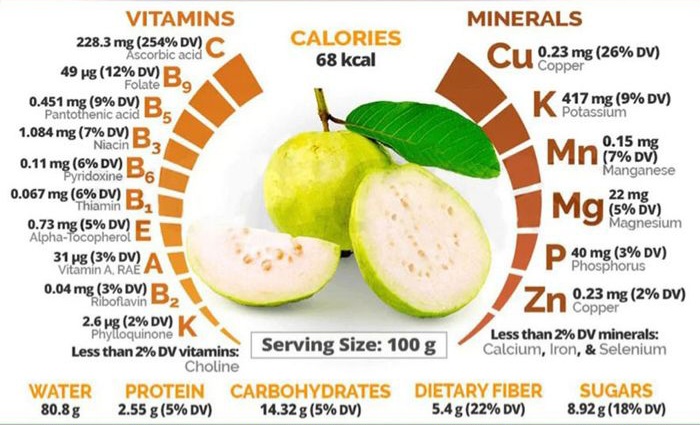 VITAMINS
228.3 mg (254% DV) C
Ascorbic acid
49 µg (12% DV) B9
Folate
0.451 mg (9% DV) B5
Pantothenic acid
1.084 mg (7% DV) B3
Niacin
0.11 mg (6% DV) B6
Pyridoxine
0.067 mg (6% DV) B1
Thiamin
0.73 mg (5% DV) E
Alpha-Tocopherol
31 µg (3% DV) A
Vitamin A, RAE
0.04 mg (3% DV) B2
Riboflavin
2.6 µg (2% DV) K
Phylloquinone
Less than 2% DV vitamins:
Choline
CALORIES
68 kcal
Serving Size: 100 g
MINERALS
Cu 0.23 mg (26% DV)
Copper
K 417 mg (9% DV)
Potassium
Mn 0.15 mg
(7% DV)
Manganese
Mg 22 mg
(5% DV)
Magnesium
P 40 mg (3% DV)
Phosphorus
Zn 0.23 mg (2% DV)
Copper
Less than 2% DV minerals:
Calcium, Iron, & Selenium
WATER
80.8 g
PROTEIN
2.55 g (5% DV)
CARBOHYDRATES
14.32 g (5% DV)
DIETARY FIBER
5.4 g (22% DV)
SUGARS
8.92 g (18% DV)